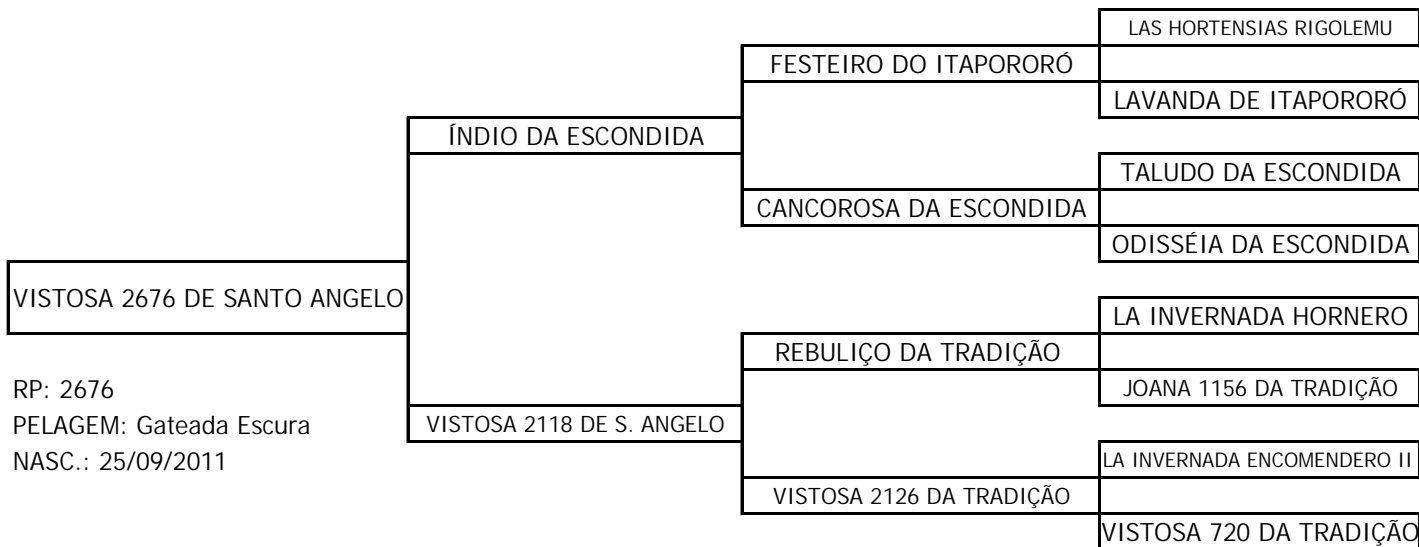 LAS HORTENSIAS RIGOLEMU
FESTEIRO DO ITAPORORÓ
LAVANDA DE ITAPORORÓ
ÍNDIO DA ESCONDIDA
TALUDO DA ESCONDIDA
CANCOROSA DA ESCONDIDA
ODISSÉIA DA ESCONDIDA
VISTOSA 2676 DE SANTO ANGELO
LA INVERNADA HORNERO
REBULIÇO DA TRADIÇÃO
JOANA 1156 DA TRADIÇÃO
VISTOSA 2118 DE S. ANGELO
LA INVERNADA ENCOMENDERO II
VISTOSA 2126 DA TRADIÇÃO
VISTOSA 720 DA TRADIÇÃO
RP: 2676
PELAGEM: Gateada Escura
NASC.: 25/09/2011